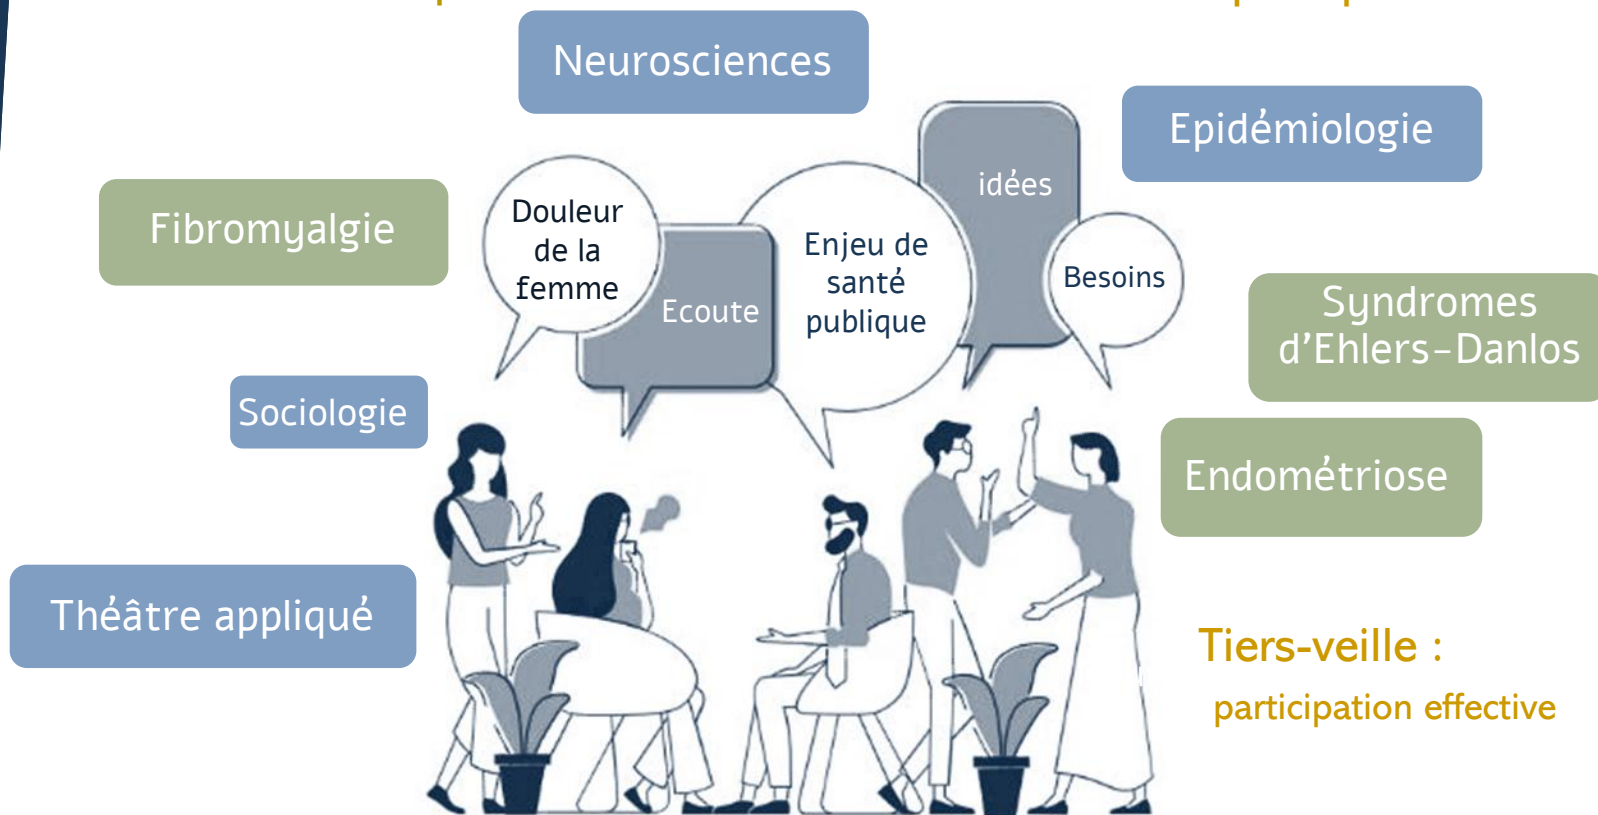 Neurosciences
Epidémiologie
idées
Fibromyalgie
Douleur
de la
femme
Ecoute
Enjeu de
santé
publique
Besoins
Syndromes
d'Ehlers-Danlos
Sociologie
Endométriose
Théâtre appliqué
Tiers-veille :
participation effective